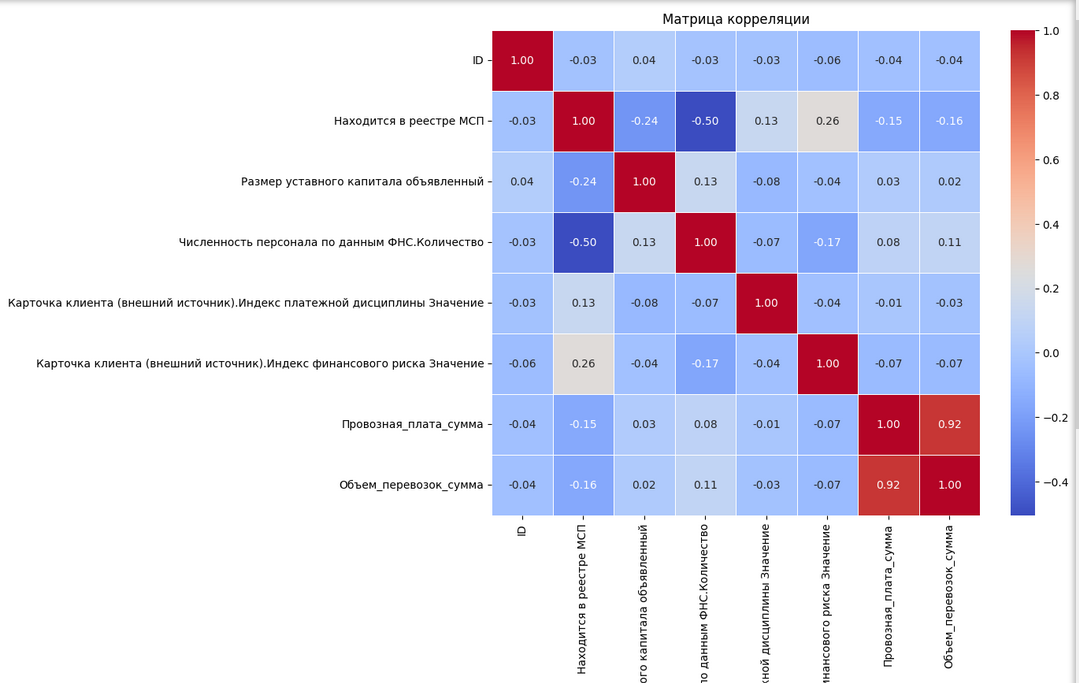 Матрица корреляции
ID 1.00 -0.03 0.04 -0.03 -0.03 -0.06 -0.04 -0.04
Находится в реестре МСП -0.03 1.00 -0.24 -0.50 0.13 0.26 -0.15 -0.16
Размер уставного капитала объявленный 0.04 -0.24 1.00 0.13 -0.08 -0.04 0.03 0.02
Численность персонала по данным ФНС.Количество -0.03 -0.50 0.13 1.00 -0.07 -0.17 0.08 0.11
Карточка клиента (внешний источник).Индекс платежной дисциплины Значение -0.03 0.13 -0.08 -0.07 1.00 -0.04 -0.01 -0.03
Карточка клиента (внешний источник).Индекс финансового риска Значение -0.06 0.26 -0.04 -0.17 -0.04 1.00 -0.07 -0.07
Провозная_плата_сумма -0.04 -0.15 0.03 0.08 -0.01 -0.07 1.00 0.92
Объем_перевозок_сумма -0.04 -0.16 0.02 0.11 -0.03 -0.07 0.92 1.00
ID
Находится в реестре МСП
ого капитала объявленный
по данным ФНС.Количество
жной дисциплины Значение
инансового риска Значение
Провозная_плата_сумма
Объем_перевозок_сумма
1.0
0.8
0.6
0.4
0.2
0.0
−0.2
−0.4